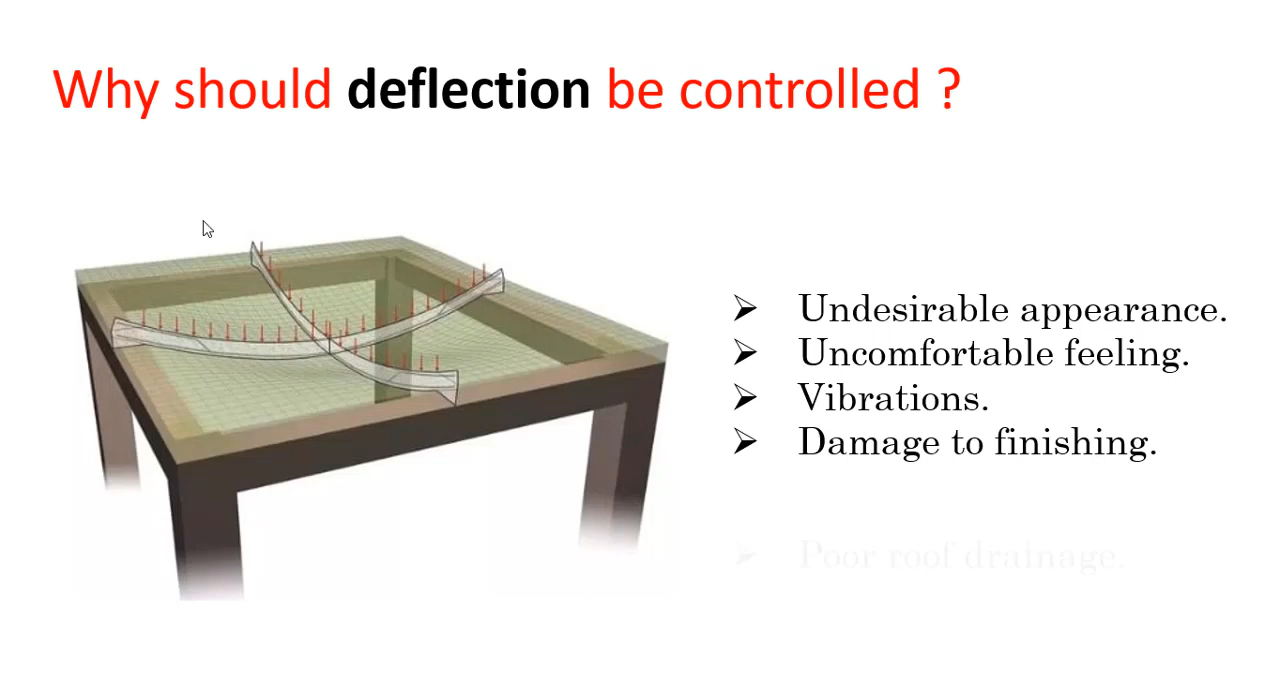 Why should deflection be controlled ?
➢ Undesirable appearance.
➢ Uncomfortable feeling.
➢ Vibrations.
➢ Damage to finishing.
➢ Poor roof drainage.